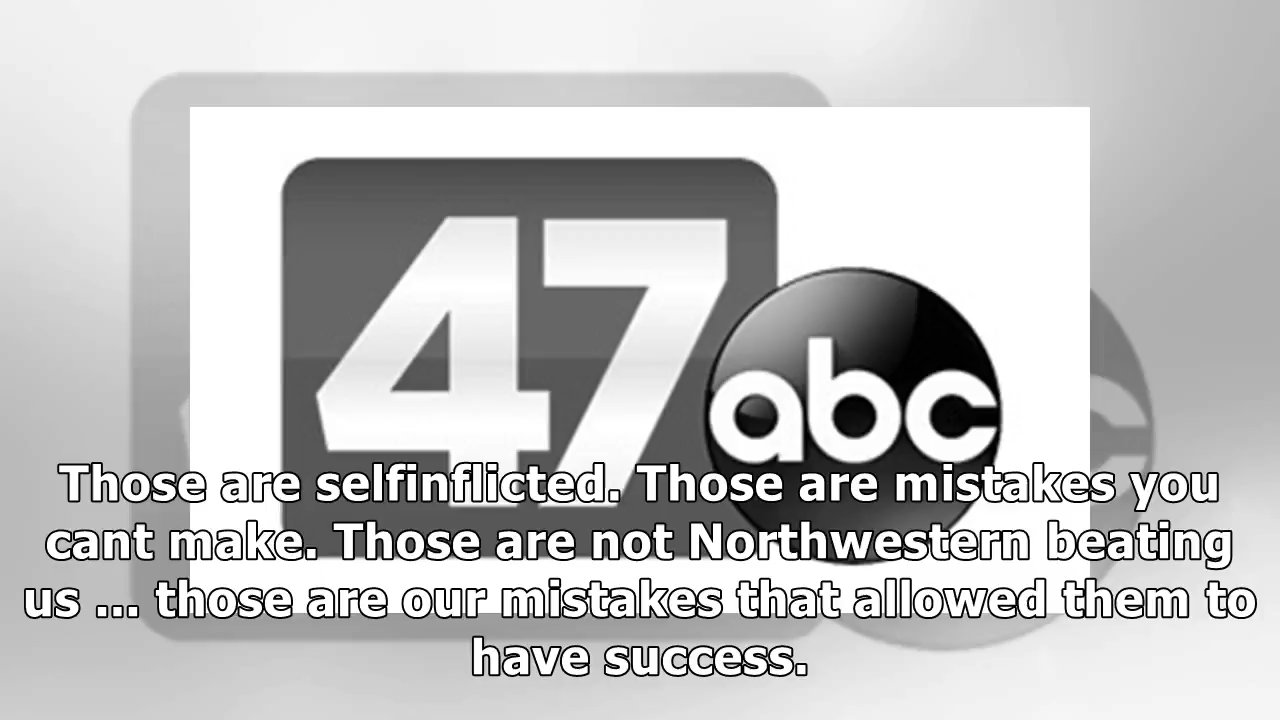 47
abc
Those are selfinflicted. Those are mistakes you
cant make. Those are not Northwestern beating
us ... those are our mistakes that allowed them to
have success.